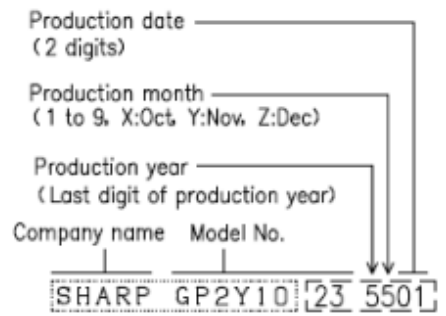 Production date
(2 digits)
Production month
(1 to 9, X:Oct, Y:Nov, Z:Dec)
Production year
(Last digit of production year)
Company name Model No.
SHARP GP2Y10 23 5501